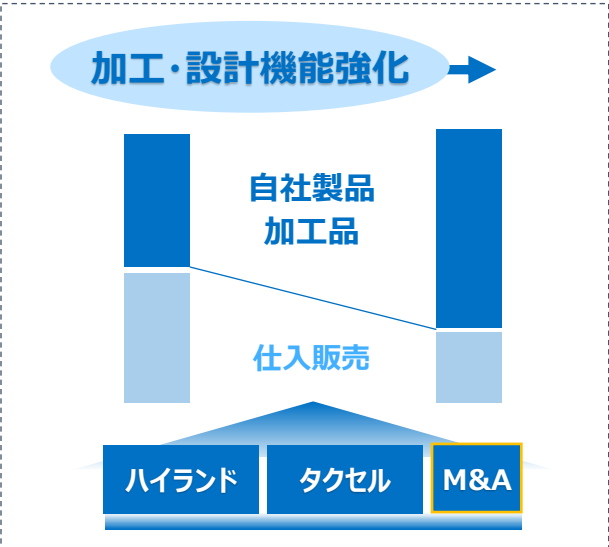 加工・設計機能強化
自社製品
加工品
仕入販売
ハイランド
タクセル
M&A